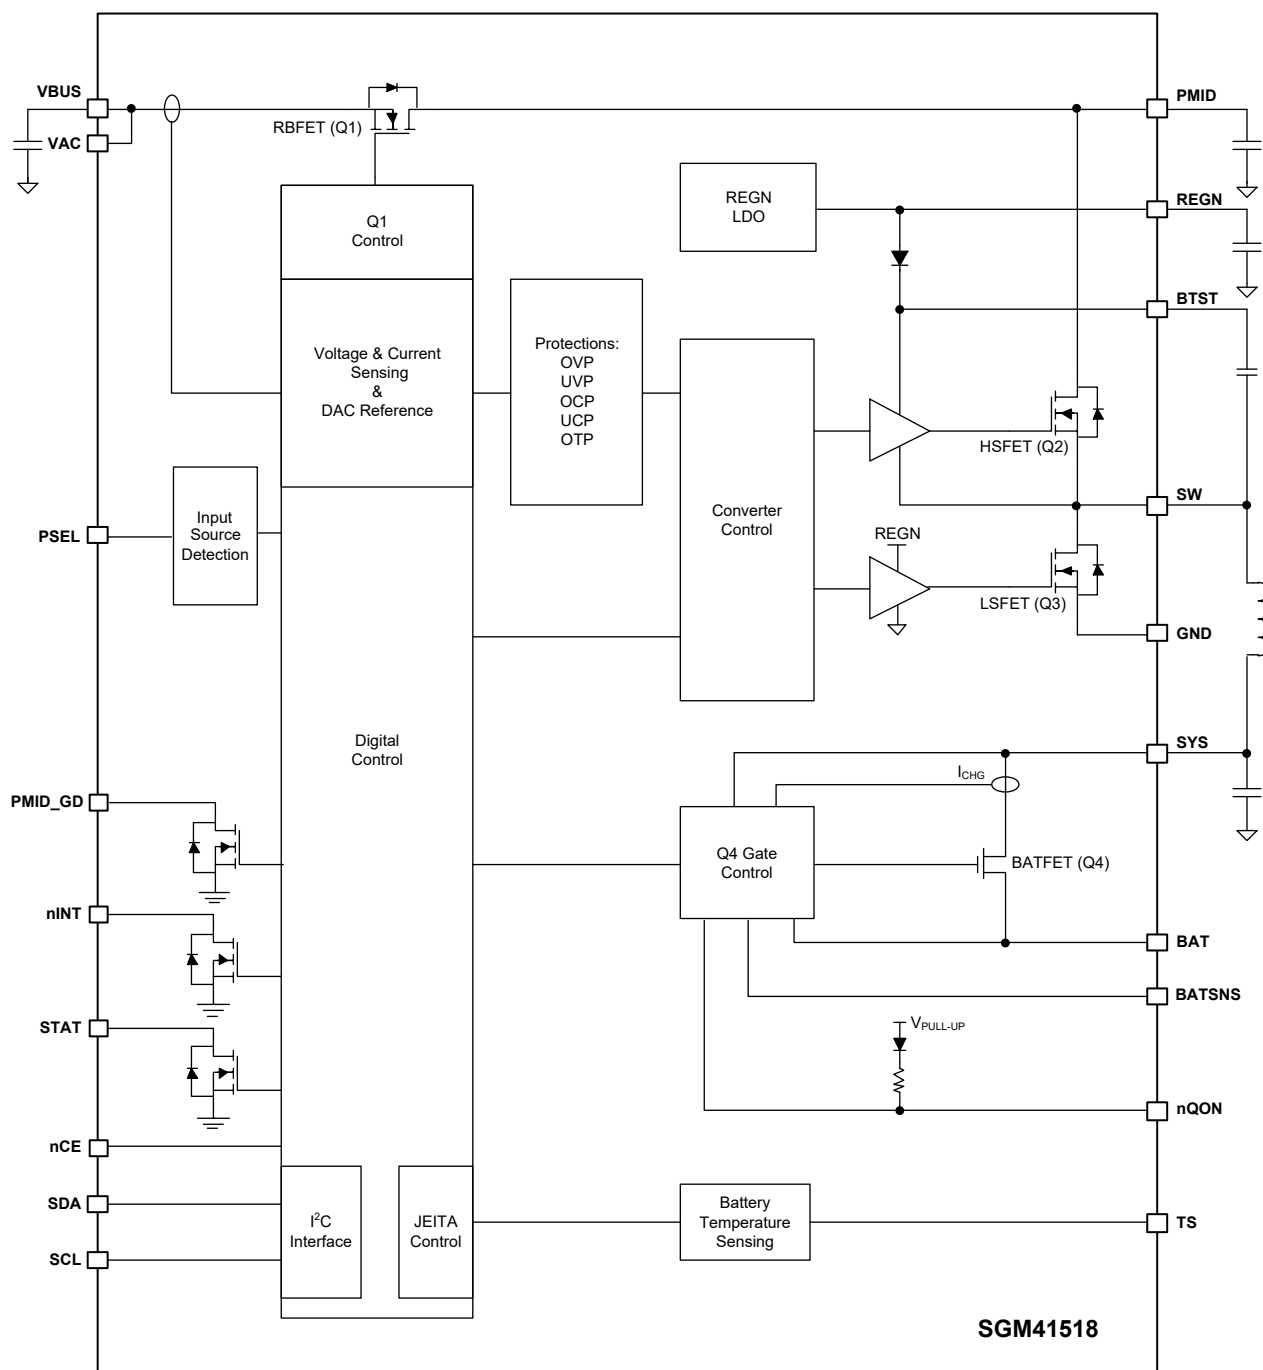 VBUS
VAC
RBFET (Q1)
PMID
Q1
Control
REGN
LDO
REGN
BTST
Voltage & Current
Sensing
&
DAC Reference
Protections:
OVP
UVP
OCP
UCP
OTP
HSFET (Q2)
SW
PSEL
Input
Source
Detection
Converter
Control
REGN
LSFET (Q3)
GND
Digital
Control
SYS
I_CHG
PMID_GD
Q4 Gate
Control
BATFET (Q4)
nINT
BAT
BATSNS
STAT
V_PULL-UP
nQON
nCE
SDA
SCL
I²C
Interface
JEITA
Control
Battery
Temperature
Sensing
TS
SGM41518